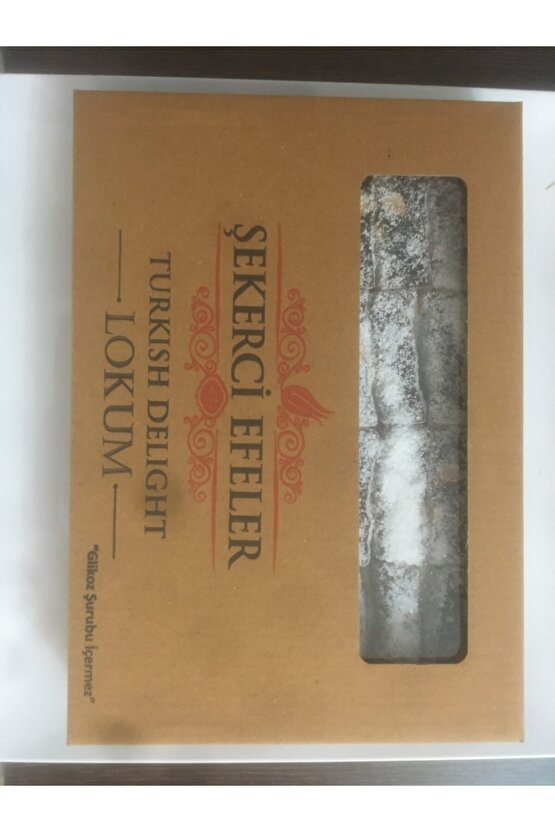 ŞEKERCİ EFELER
TURKISH DELIGHT
LOKUM
"Glikoz Şurubu İçermez"